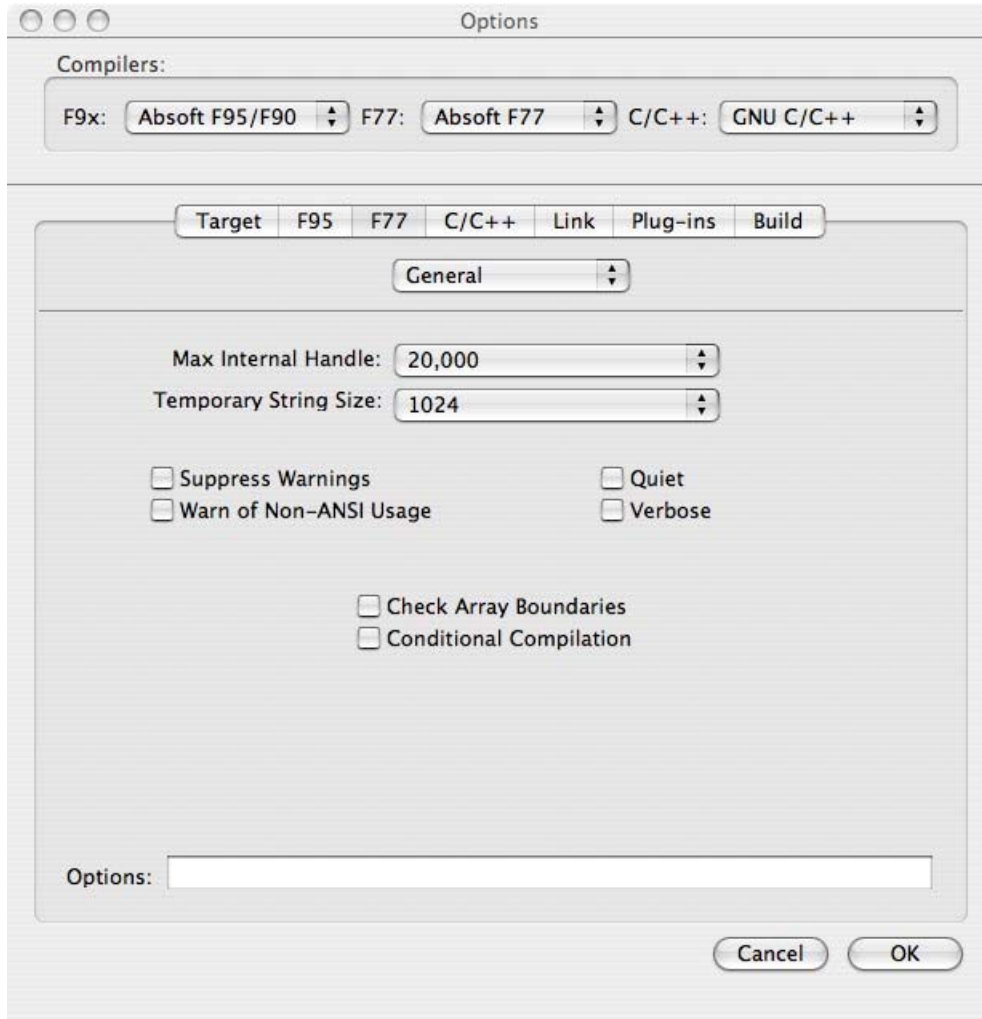 Options
Compilers:
F9x: Absoft F95/F90 F77: Absoft F77 C/C++: GNU C/C++
Target F95 F77 C/C++ Link Plug-ins Build
General
Max Internal Handle: 20,000
Temporary String Size: 1024
Suppress Warnings Quiet
Warn of Non-ANSI Usage Verbose
Check Array Boundaries
Conditional Compilation
Options:
Cancel OK